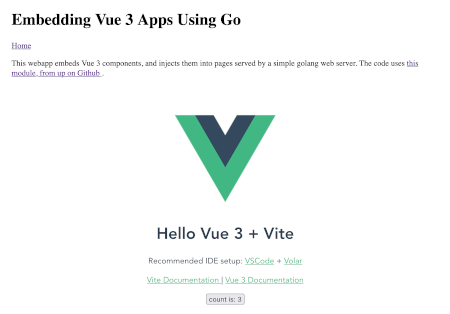 Embedding Vue 3 Apps Using Go
Home
This webapp embeds Vue 3 components, and injects them into pages served by a simple golang web server. The code uses this
module, from up on Github .
Hello Vue 3 + Vite
Recommended IDE setup: VSCode + Volar
Vite Documentation | Vue 3 Documentation
count is: 3